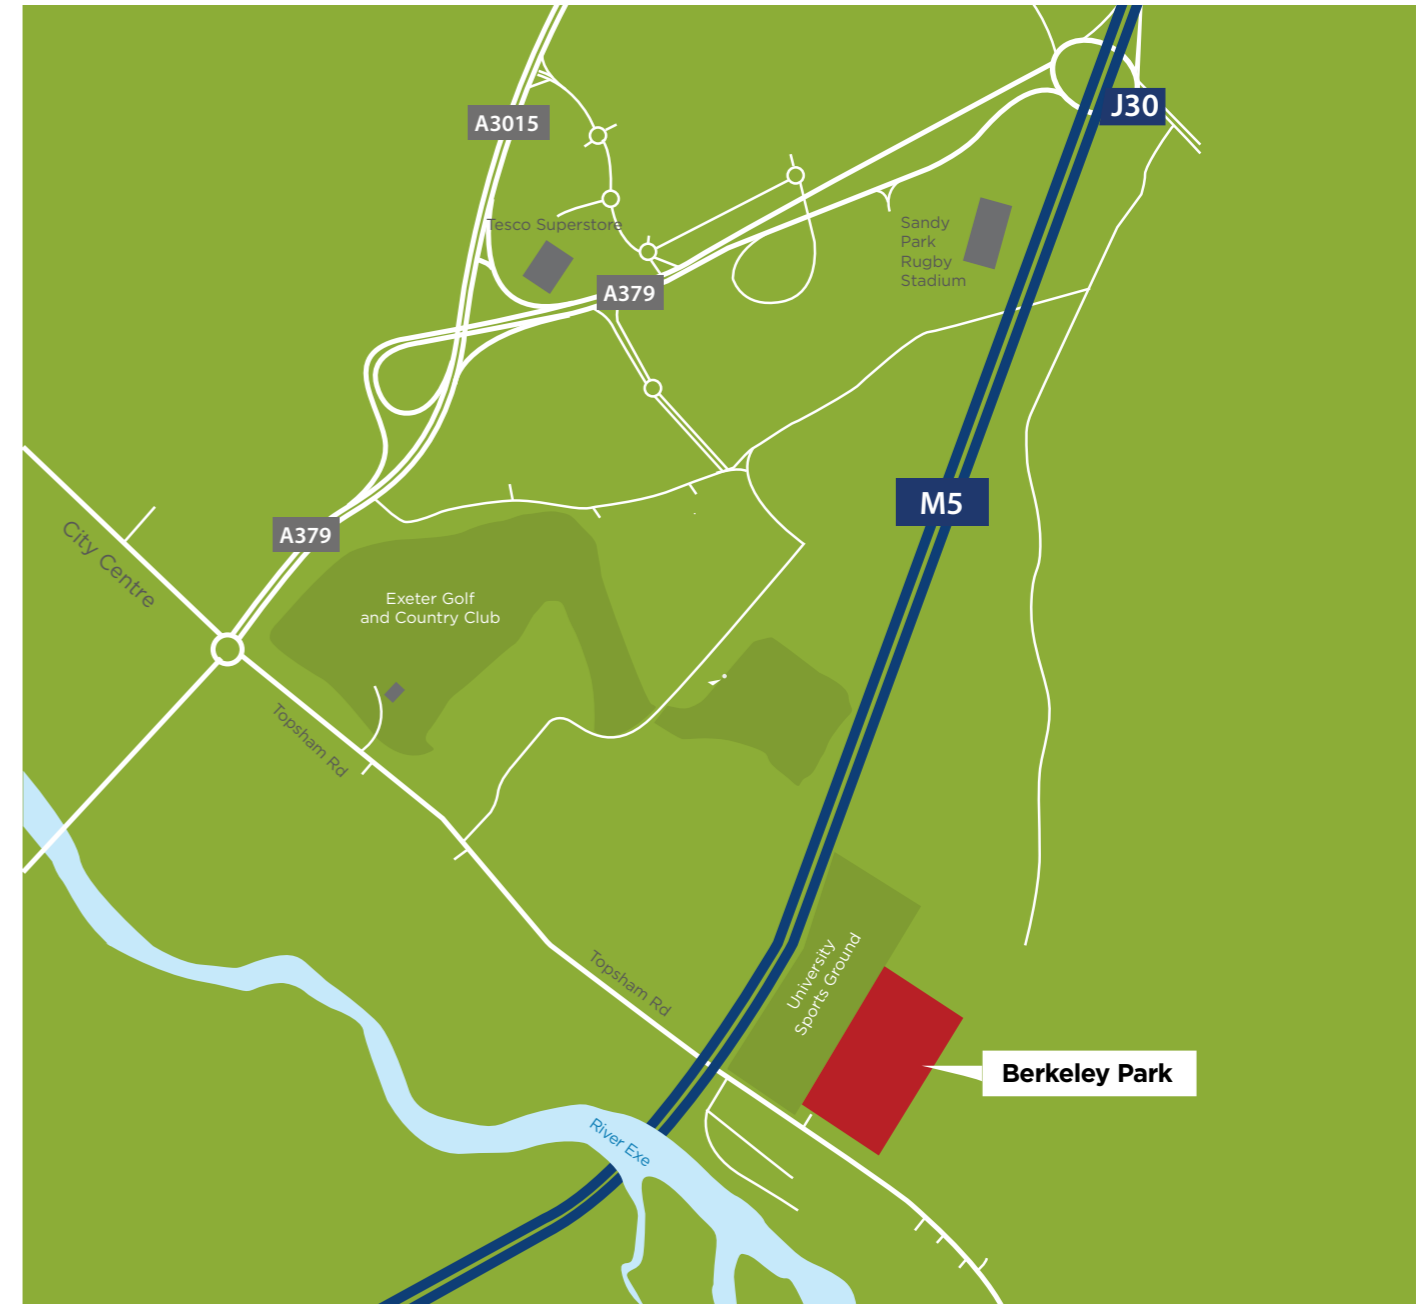 J30
A3015
Tesco Superstore
Sandy
Park
Rugby
Stadium
A379
M5
A379
City Centre
Exeter Golf
and Country Club
Topsham Rd
Topsham Rd
University
Sports Ground
Berkeley Park
River Exe